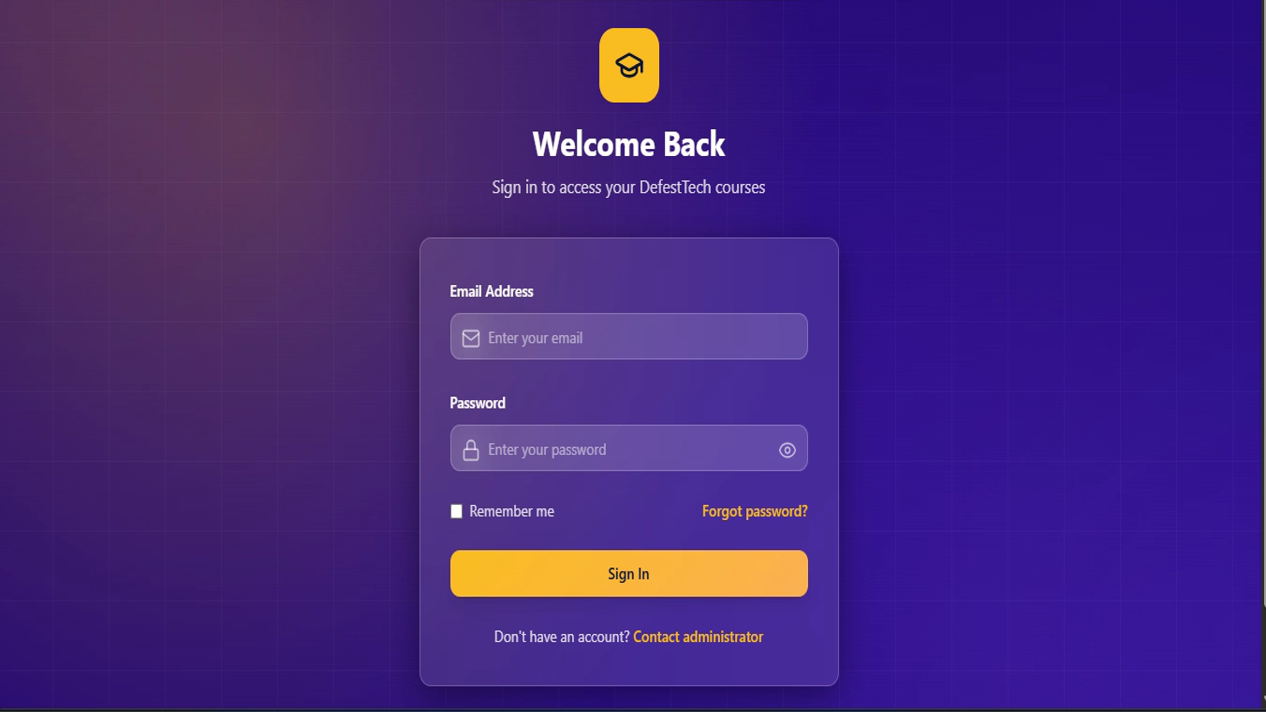 Welcome Back
Sign in to access your DefestTech courses
Email Address
Enter your email
Password
Enter your password
Remember me
Forgot password?
Sign In
Don't have an account? Contact administrator